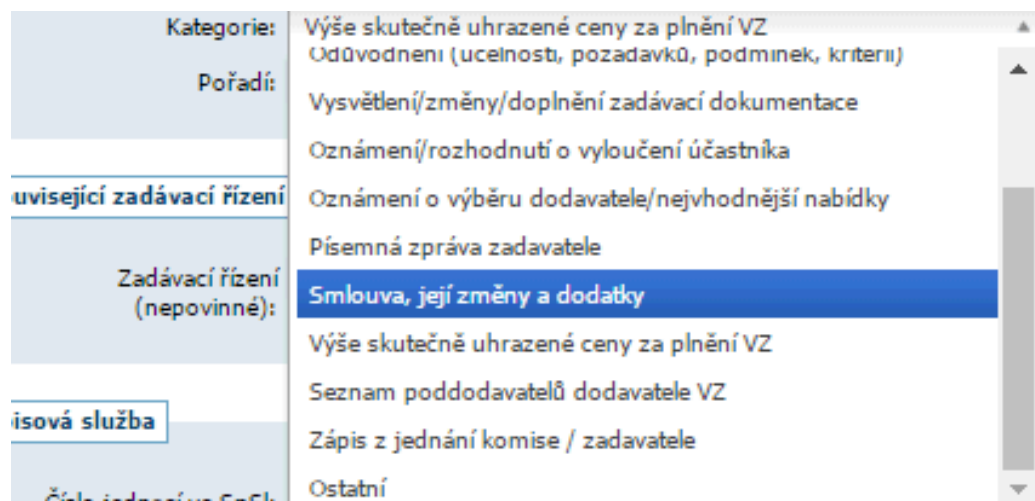 Kategorie:
Výše skutečně uhrazené ceny za plnění VZ
Odůvodnění (účelnosti, požadavků, podmínek, kritérií)
Pořadí:
Vysvětlení/změny/doplnění zadávací dokumentace
Oznámení/rozhodnutí o vyloučení účastníka
uvisející zadávací řízení
Oznámení o výběru dodavatele/nejvhodnější nabídky
Písemná zpráva zadavatele
Zadávací řízení
(nepovinné):
Smlouva, její změny a dodatky
Výše skutečně uhrazené ceny za plnění VZ
Seznam poddodavatelů dodavatele VZ
isová služba
Zápis z jednání komise / zadavatele
Ostatní